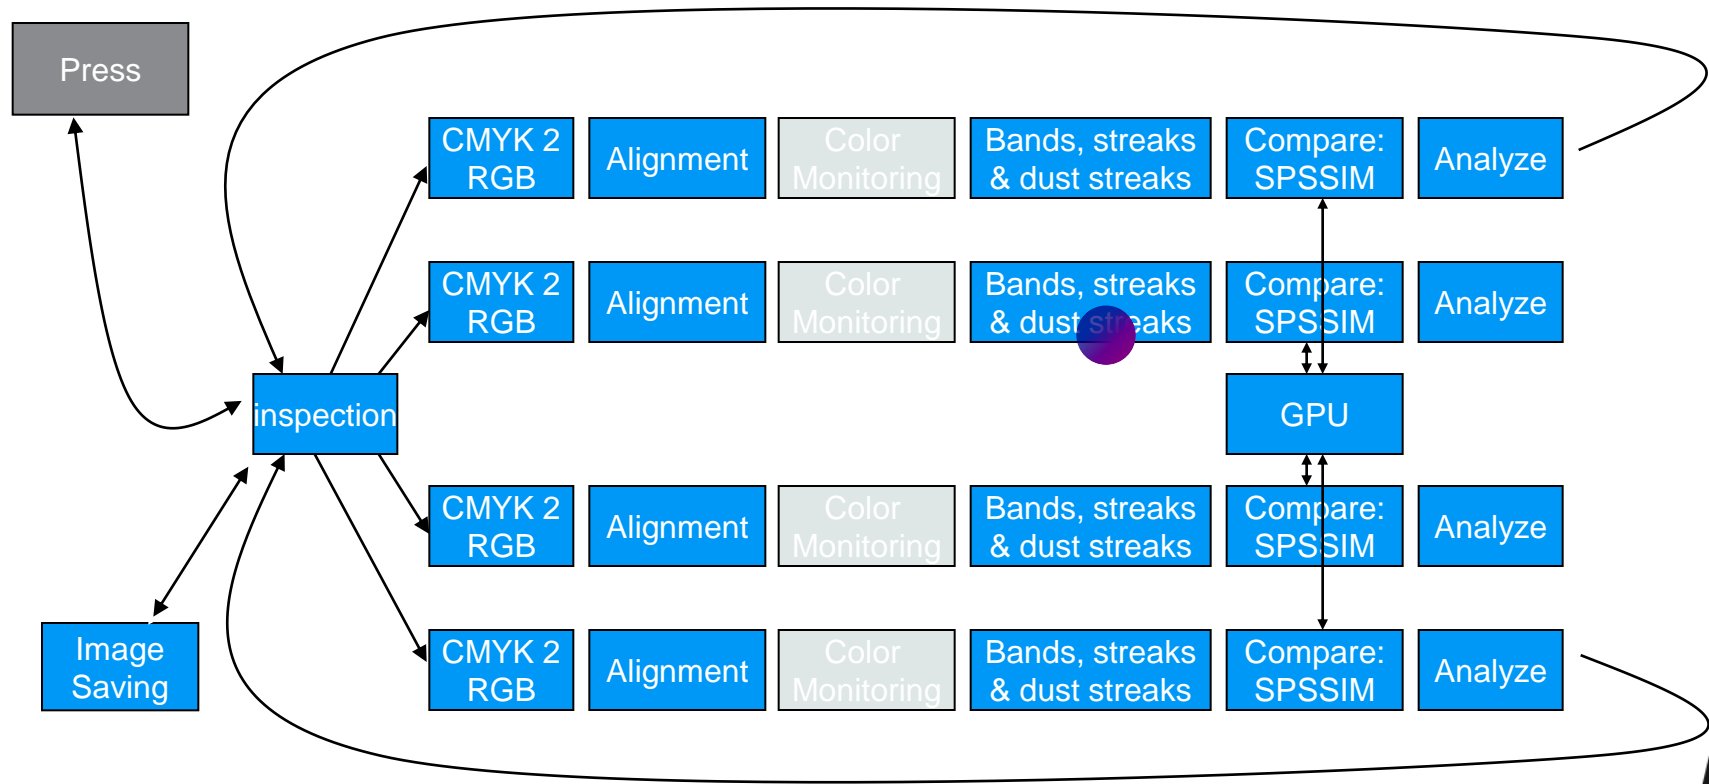 Press
CMYK 2
RGB
Alignment
Color
Monitoring
Bands, streaks
& dust streaks
Compare:
SPSSIM
Analyze
CMYK 2
RGB
Alignment
Color
Monitoring
Bands, streaks
& dust streaks
Compare:
SPSSIM
Analyze
inspection
GPU
CMYK 2
RGB
Alignment
Color
Monitoring
Bands, streaks
& dust streaks
Compare:
SPSSIM
Analyze
Image
Saving
CMYK 2
RGB
Alignment
Color
Monitoring
Bands, streaks
& dust streaks
Compare:
SPSSIM
Analyze